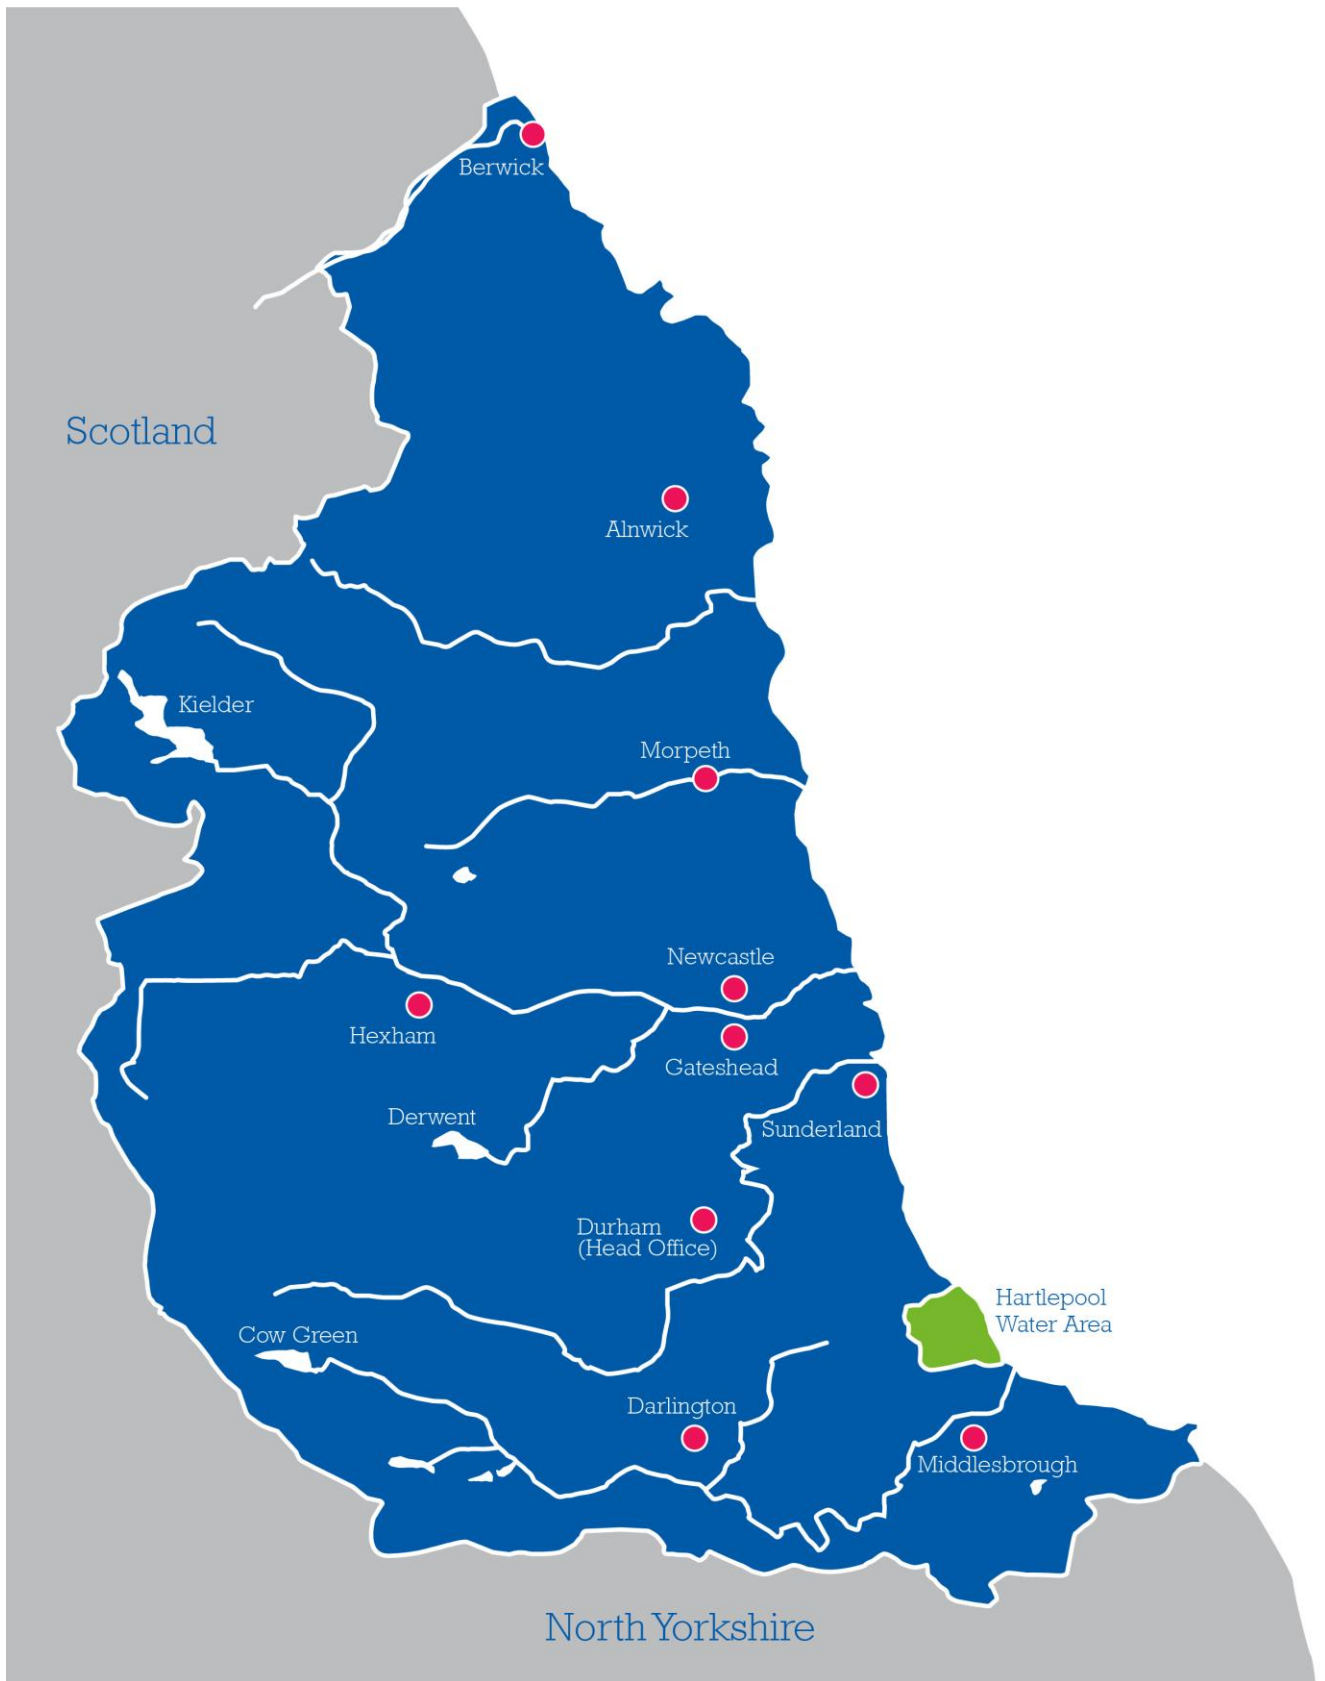 Berwick
Scotland
Alnwick
Kielder
Morpeth
Newcastle
Hexham
Gateshead
Derwent
Sunderland
Durham
(Head Office)
Hartlepool
Water Area
Cow Green
Darlington
Middlesbrough
North Yorkshire